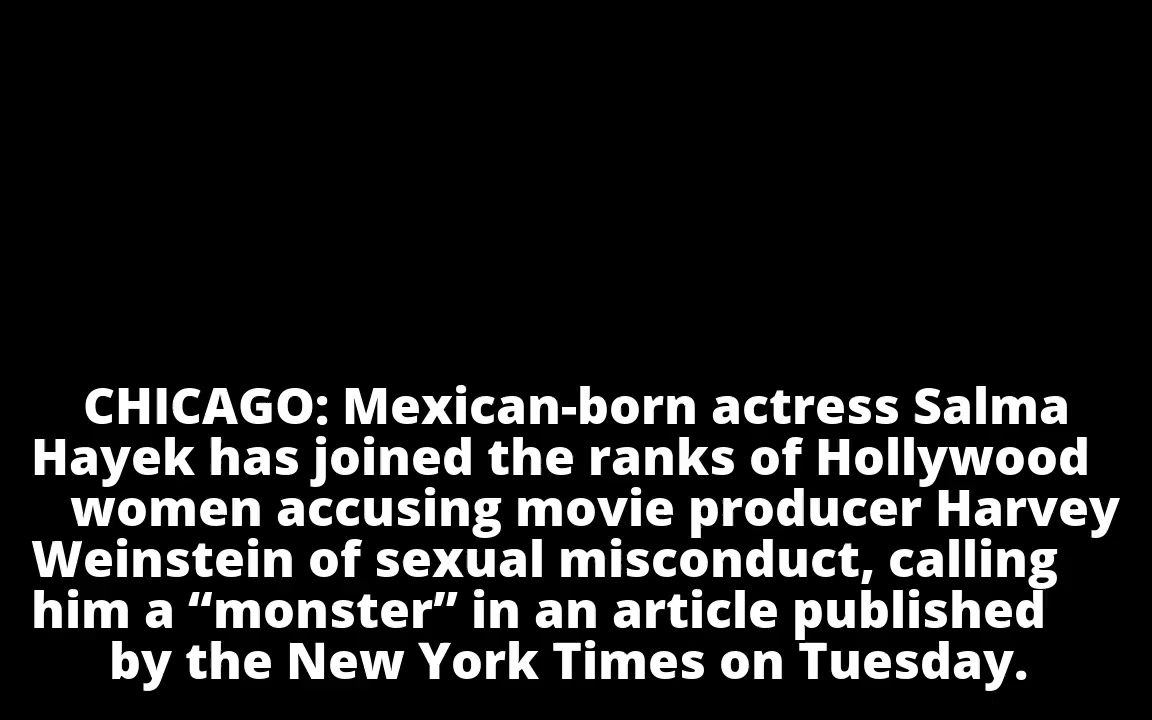 CHICAGO: Mexican-born actress Salma
Hayek has joined the ranks of Hollywood
women accusing movie producer Harvey
Weinstein of sexual misconduct, calling
him a “monster” in an article published
by the New York Times on Tuesday.